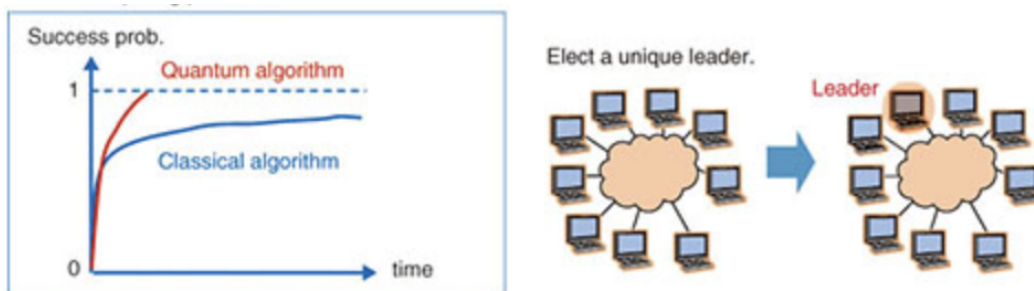 Success prob.
Quantum algorithm
1
Classical algorithm
0
time
Elect a unique leader.
Leader